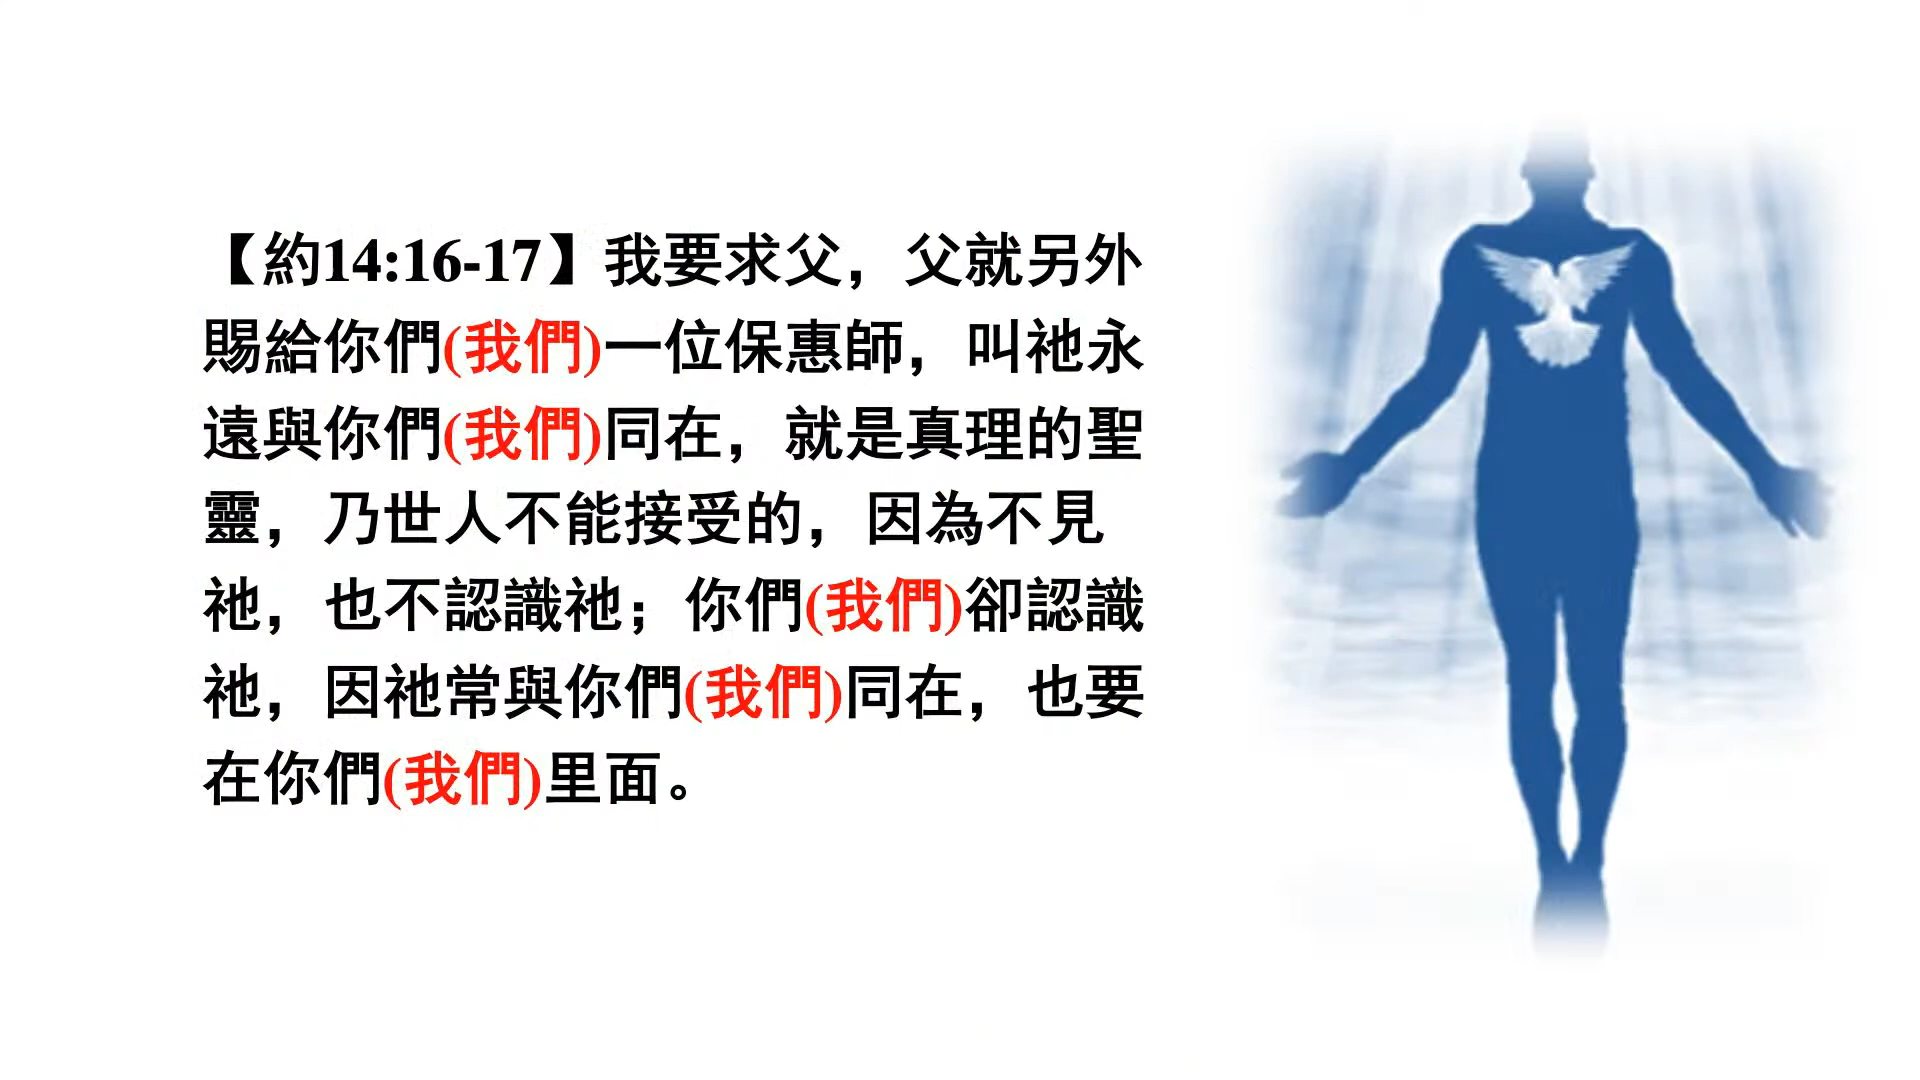 【約14:16-17】我要求父，父就另外
賜給你們(我們)一位保惠師，叫祂永
遠與你們(我們)同在，就是真理的聖
靈，乃世人不能接受的，因為不見
祂，也不認識祂；你們(我們)卻認識
祂，因祂常與你們(我們)同在，也要
在你們(我們)里面。